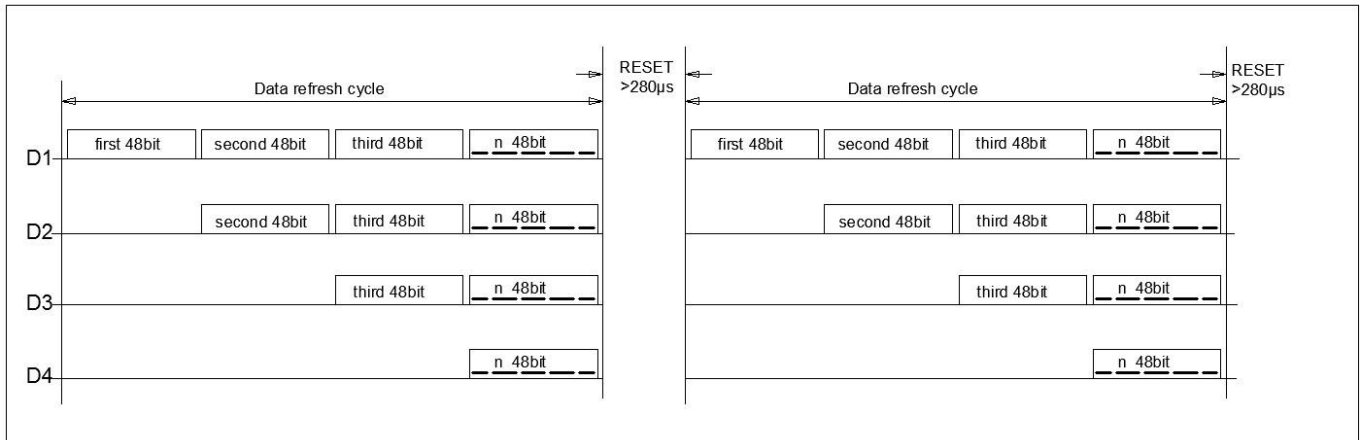 RESET
>280µs
RESET
>280µs
Data refresh cycle
Data refresh cycle
D1 first 48bit second 48bit third 48bit n 48bit first 48bit second 48bit third 48bit n 48bit
D2 second 48bit third 48bit n 48bit second 48bit third 48bit n 48bit
D3 third 48bit n 48bit third 48bit n 48bit
D4 n 48bit n 48bit